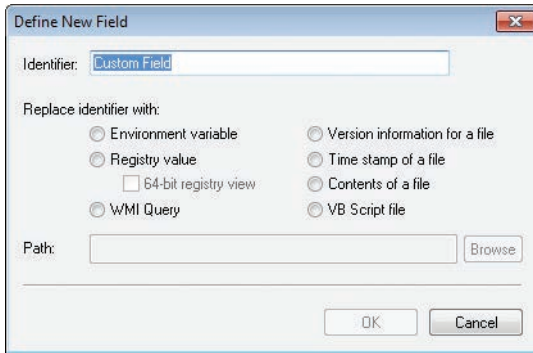 Define New Field
Identifier: Custom Field
Replace identifier with:
Environment variable Version information for a file
Registry value Time stamp of a file
64-bit registry view Contents of a file
WMI Query VB Script file
Path: Browse
OK Cancel